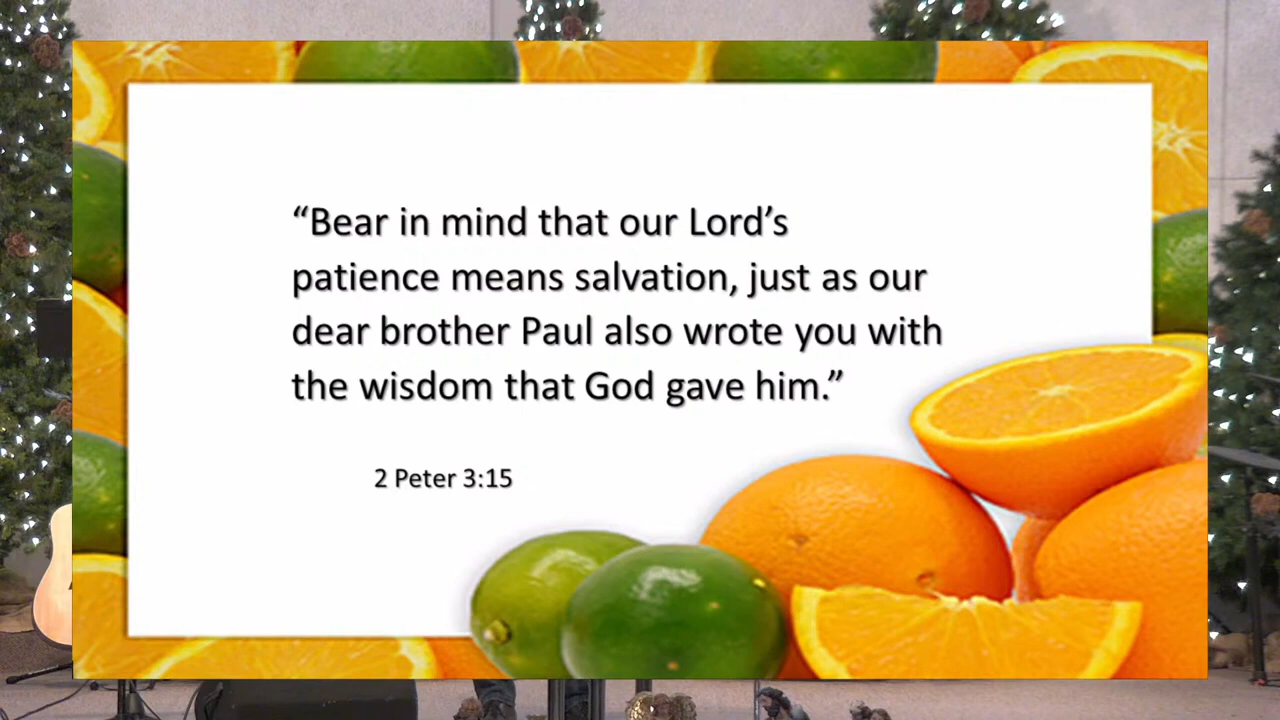 “Bear in mind that our Lord’s
patience means salvation, just as our
dear brother Paul also wrote you with
the wisdom that God gave him.”
2 Peter 3:15